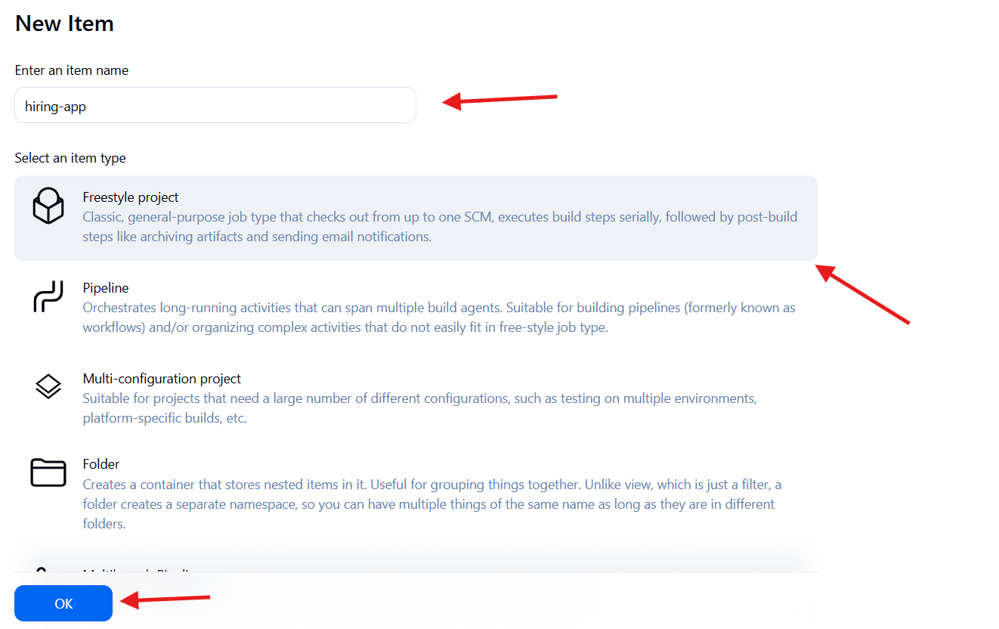 New Item
Enter an item name
hiring-app
Select an item type
Freestyle project
Classic, general-purpose job type that checks out from up to one SCM, executes build steps serially, followed by post-build
steps like archiving artifacts and sending email notifications.
Pipeline
Orchestrates long-running activities that can span multiple build agents. Suitable for building pipelines (formerly known as
workflows) and/or organizing complex activities that do not easily fit in free-style job type.
Multi-configuration project
Suitable for projects that need a large number of different configurations, such as testing on multiple environments,
platform-specific builds, etc.
Folder
Creates a container that stores nested items in it. Useful for grouping things together. Unlike view, which is just a filter, a
folder creates a separate namespace, so you can have multiple things of the same name as long as they are in different
folders.
OK